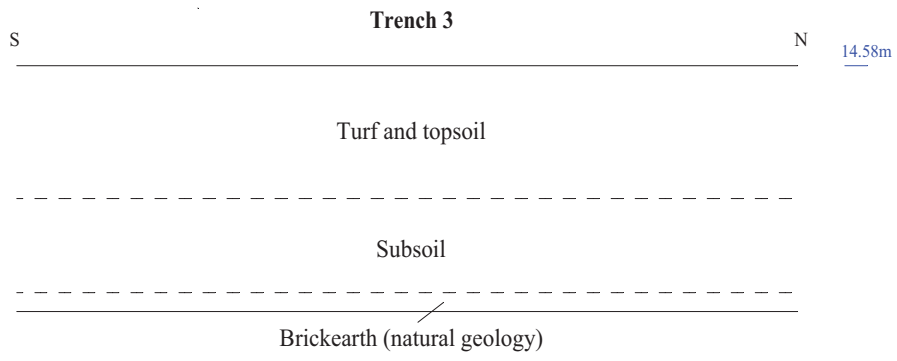 Trench 3
S
N
14.58m
Turf and topsoil
Subsoil
Brickearth (natural geology)